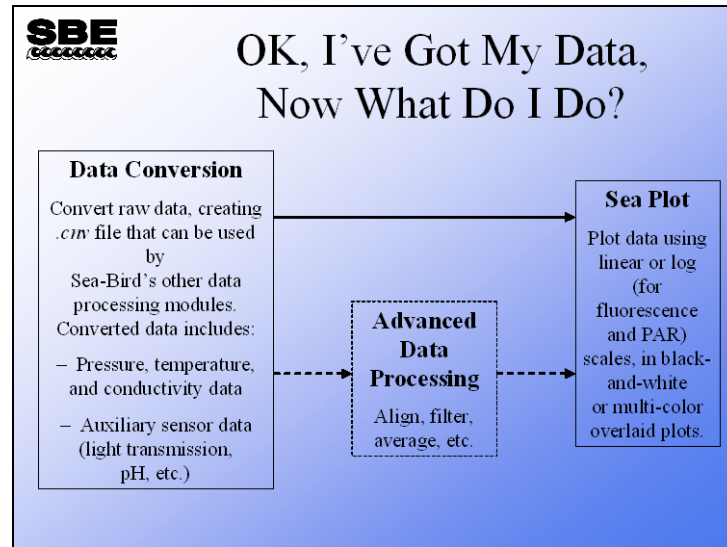 SBE
OK, I've Got My Data,
Now What Do I Do?
Data Conversion
Convert raw data, creating
.cnv file that can be used
by
Sea-Bird's other data
processing modules.
Converted data includes:
– Pressure, temperature,
and conductivity data
– Auxiliary sensor data
(light transmission,
pH, etc.)
Advanced
Data
Processing
Align, filter,
average, etc.
Sea Plot
Plot data using
linear or log
(for
fluorescence
and PAR)
scales, in black-
and-white
or multi-color
overlaid plots.